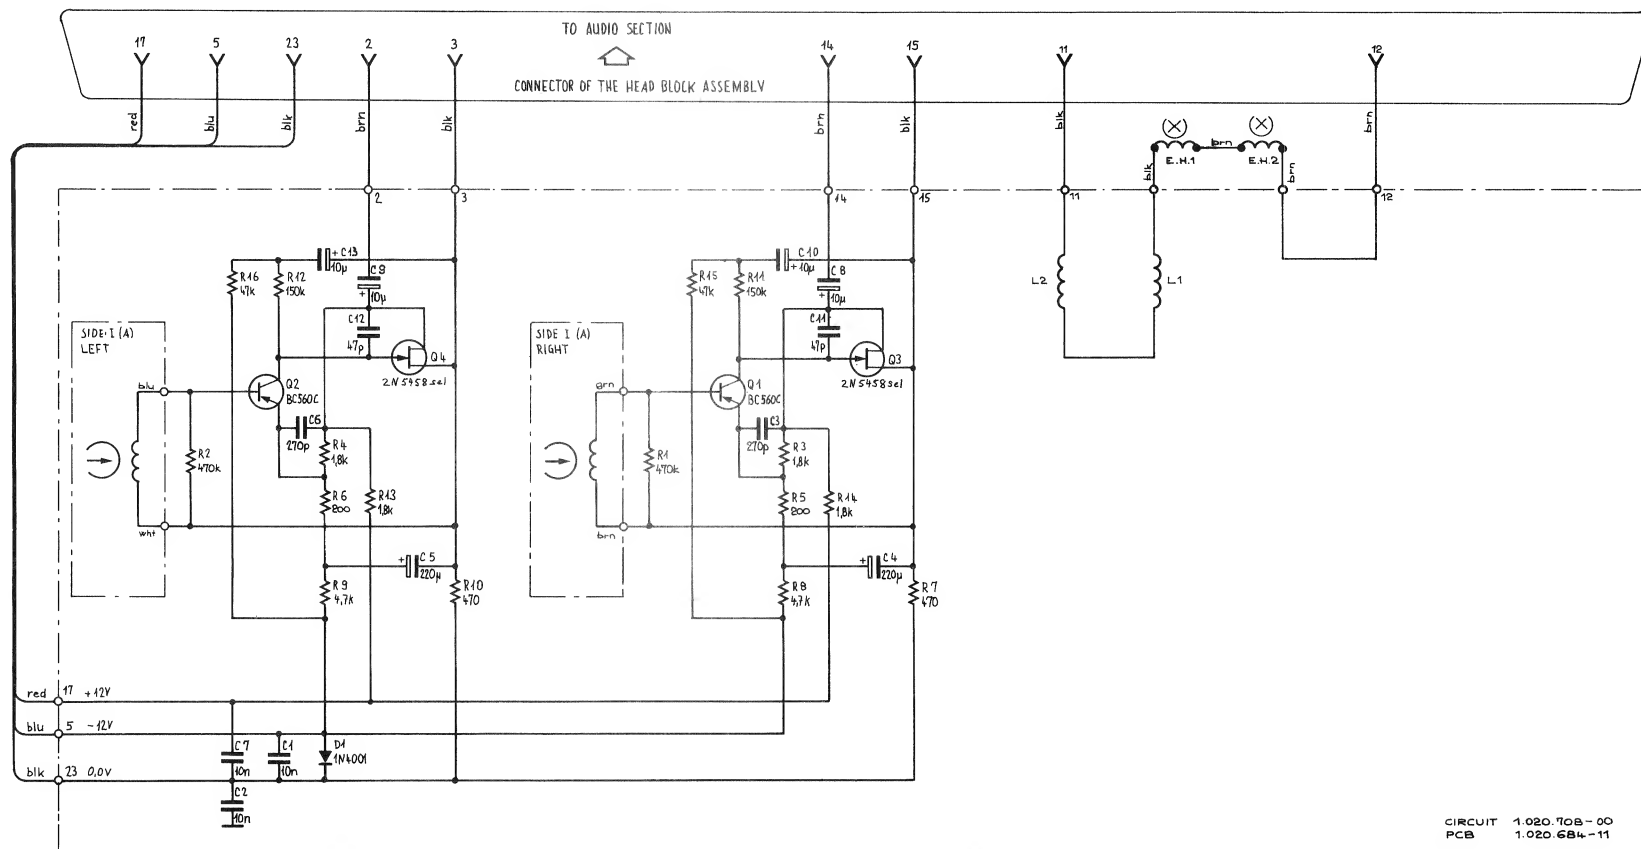 TO AUDIO SECTION
CONNECTOR OF THE HEAD BLOCK ASSEMBLY
17 5 23 2 3 14 15 11 12
red blu blk brn blk brn blk blk brn
(X) (X)
brn
E.H.1 E.H.2
blk brn
2 3 14 15 11 12
+ C13
10µ
R16
47k
R12
150k
C9
+ 10µ
C12
47p
Q4
2N5458 sel
SIDE I (A)
LEFT
blu
Q2
BC560C
C6
270p
R4
1,8k
R2
470k
R6
200
R13
1,8k
wht
+ C5
220µ
R9
4,7k
R10
470
C10
+ 10µ
R15
47k
R11
150k
C8
+ 10µ
C11
47p
Q3
2N5458 sel
SIDE I (A)
RIGHT
brn
Q1
BC560C
C3
270p
R3
1,8k
R1
470k
R5
200
R14
1,8k
brn
+ C4
220µ
R8
4,7k
R7
470
L2 L1
red 17 +12V
blu 5 -12V
C7
10n
C1
10n
D1
1N4001
blk 23 0,0V
C2
10n
CIRCUIT 1.020.708-00
PCB 1.020.684-11